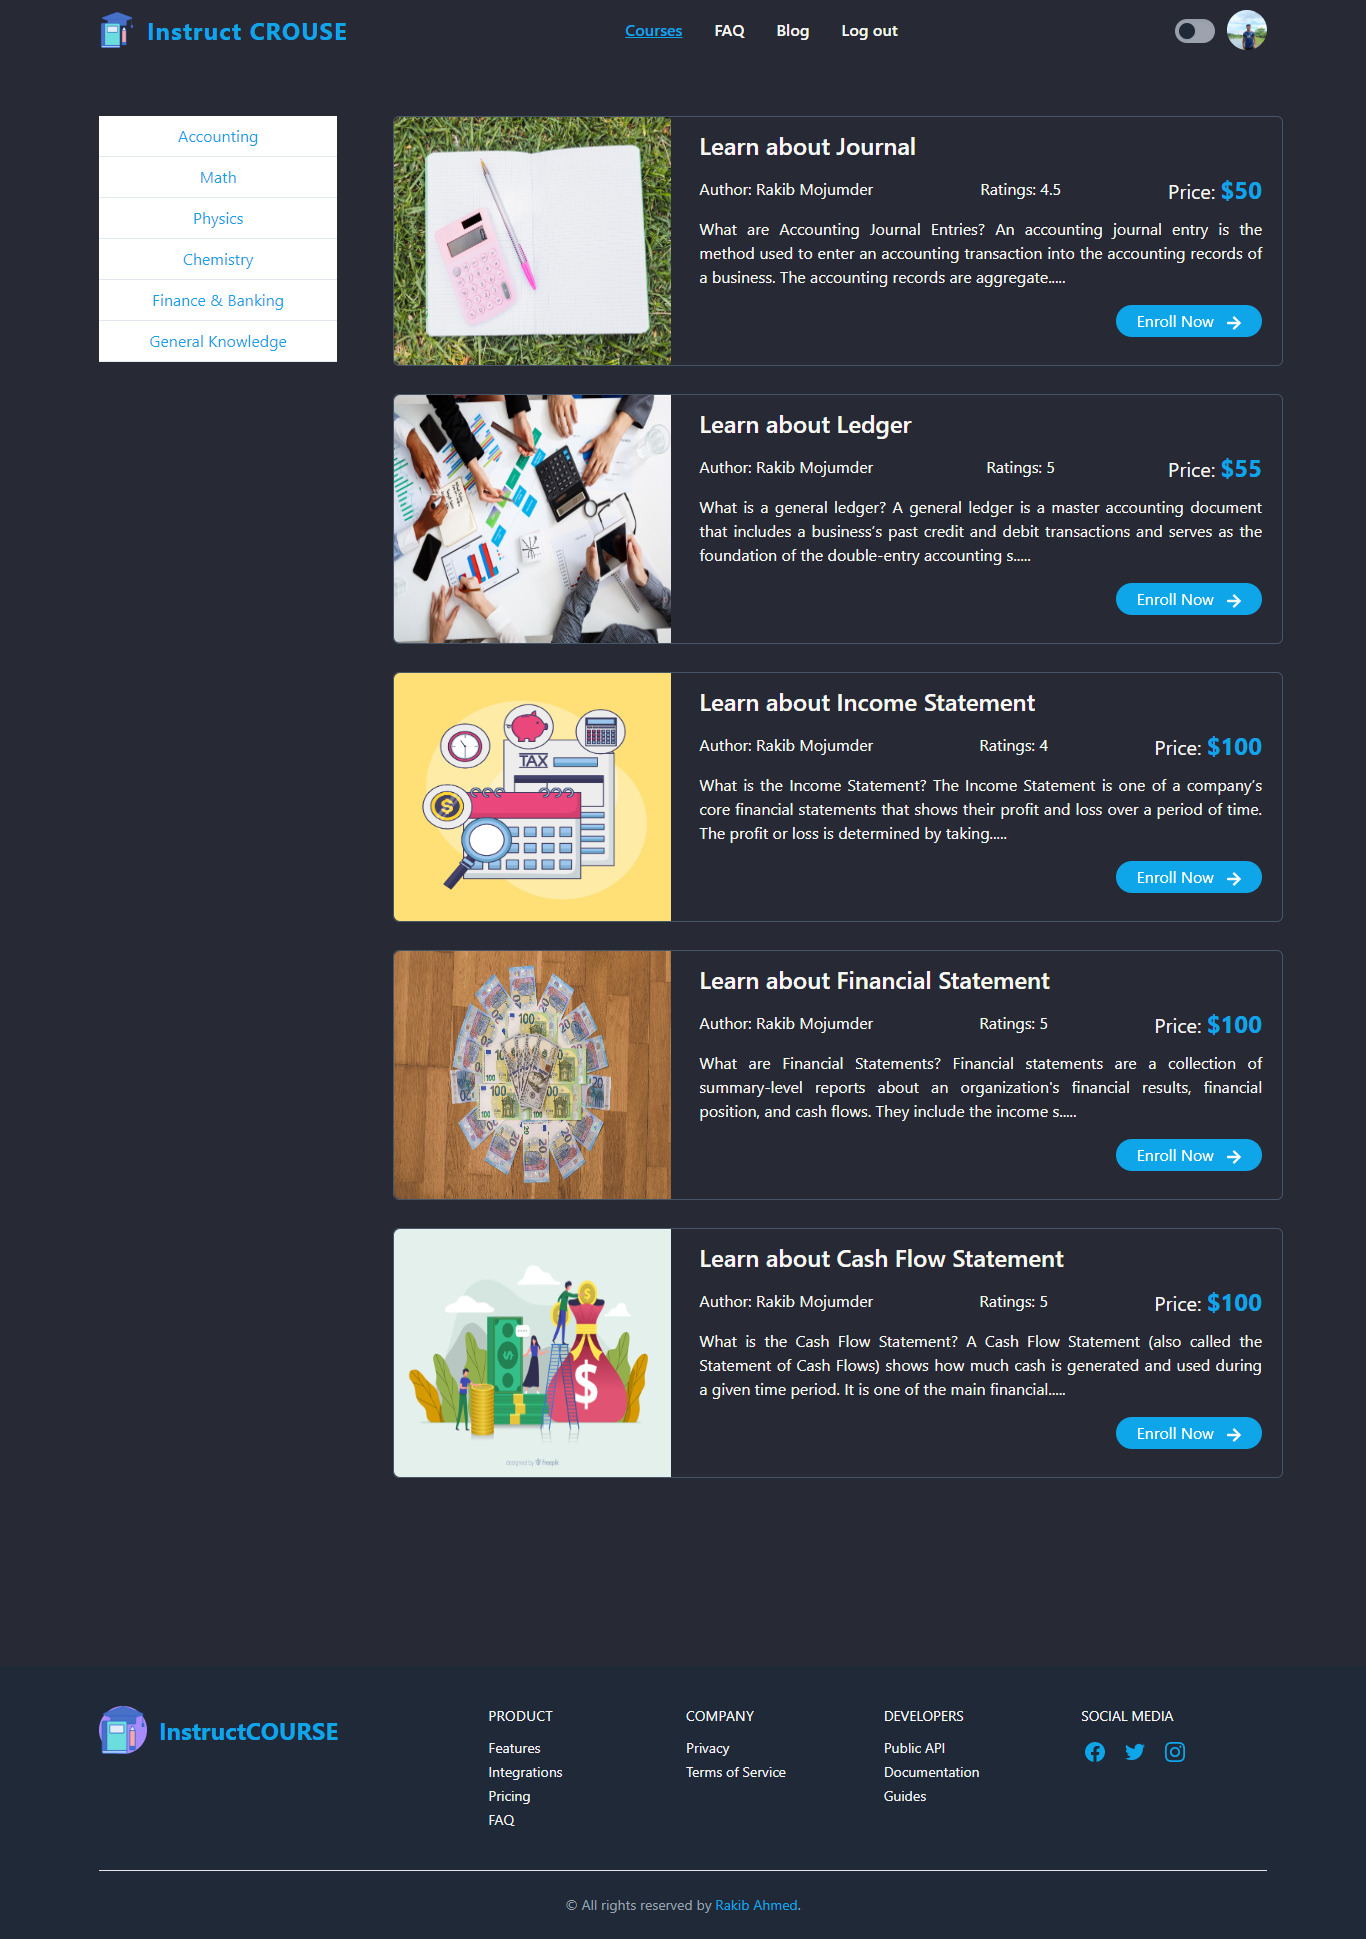 Instruct CROUSE
Courses
FAQ
Blog
Log out
Accounting
Math
Physics
Chemistry
Finance & Banking
General Knowledge
Learn about Journal
Author: Rakib Mojumder
Ratings: 4.5
Price: $50
What are Accounting Journal Entries? An accounting journal entry is the
method used to enter an accounting transaction into the accounting records of
a business. The accounting records are aggregate.....
Enroll Now
Learn about Ledger
Author: Rakib Mojumder
Ratings: 5
Price: $55
What is a general ledger? A general ledger is a master accounting document
that includes a business’s past credit and debit transactions and serves as the
foundation of the double-entry accounting s.....
Enroll Now
TAX
Learn about Income Statement
Author: Rakib Mojumder
Ratings: 4
Price: $100
What is the Income Statement? The Income Statement is one of a company’s
core financial statements that shows their profit and loss over a period of time.
The profit or loss is determined by taking.....
Enroll Now
Learn about Financial Statement
Author: Rakib Mojumder
Ratings: 5
Price: $100
What are Financial Statements? Financial statements are a collection of
summary-level reports about an organization's financial results, financial
position, and cash flows. They include the income s.....
Enroll Now
designed by freepik
Learn about Cash Flow Statement
Author: Rakib Mojumder
Ratings: 5
Price: $100
What is the Cash Flow Statement? A Cash Flow Statement (also called the
Statement of Cash Flows) shows how much cash is generated and used during
a given time period. It is one of the main financial.....
Enroll Now
InstructCOURSE
PRODUCT
Features
Integrations
Pricing
FAQ
COMPANY
Privacy
Terms of Service
DEVELOPERS
Public API
Documentation
Guides
SOCIAL MEDIA
© All rights reserved by Rakib Ahmed.